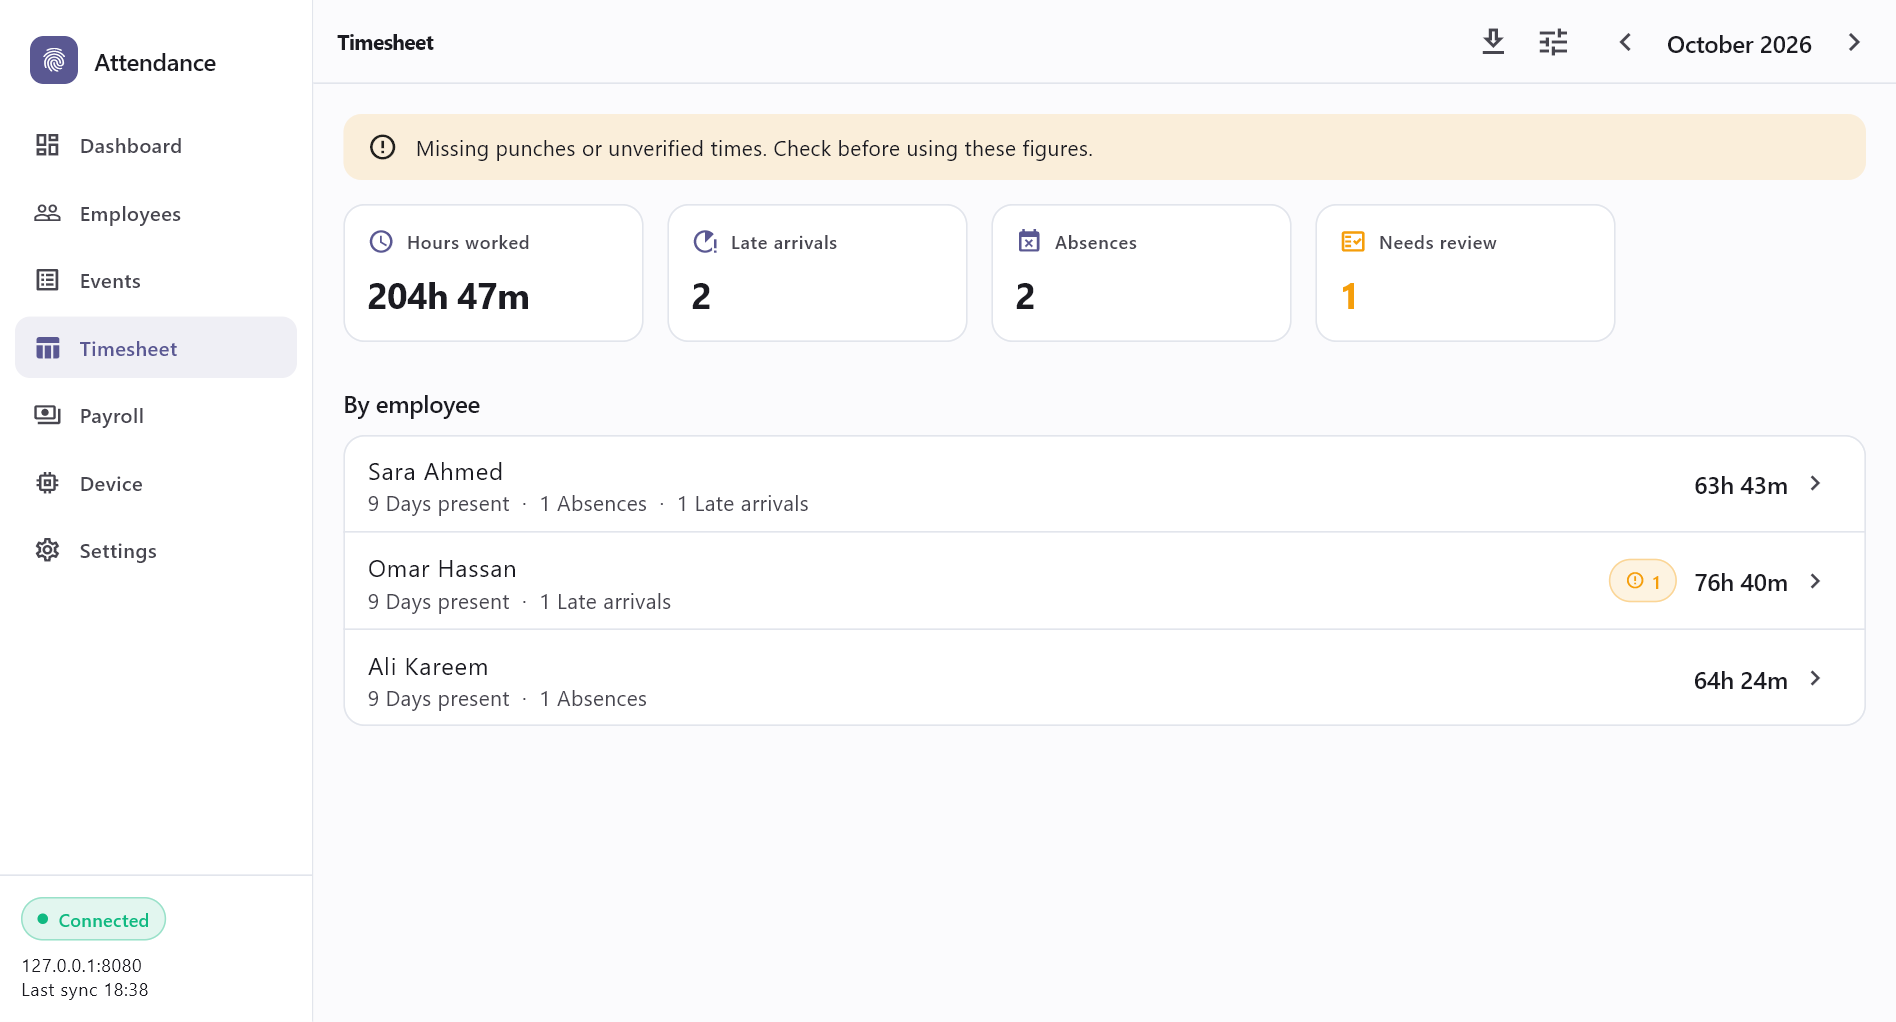 Attendance
Dashboard
Employees
Events
Timesheet
Payroll
Device
Settings
Connected
127.0.0.1:8080
Last sync 18:38
Timesheet
October 2026
Missing punches or unverified times. Check before using these figures.
Hours worked
204h 47m
Late arrivals
2
Absences
2
Needs review
1
By employee
Sara Ahmed
9 Days present · 1 Absences · 1 Late arrivals
63h 43m
Omar Hassan
9 Days present · 1 Late arrivals
1
76h 40m
Ali Kareem
9 Days present · 1 Absences
64h 24m